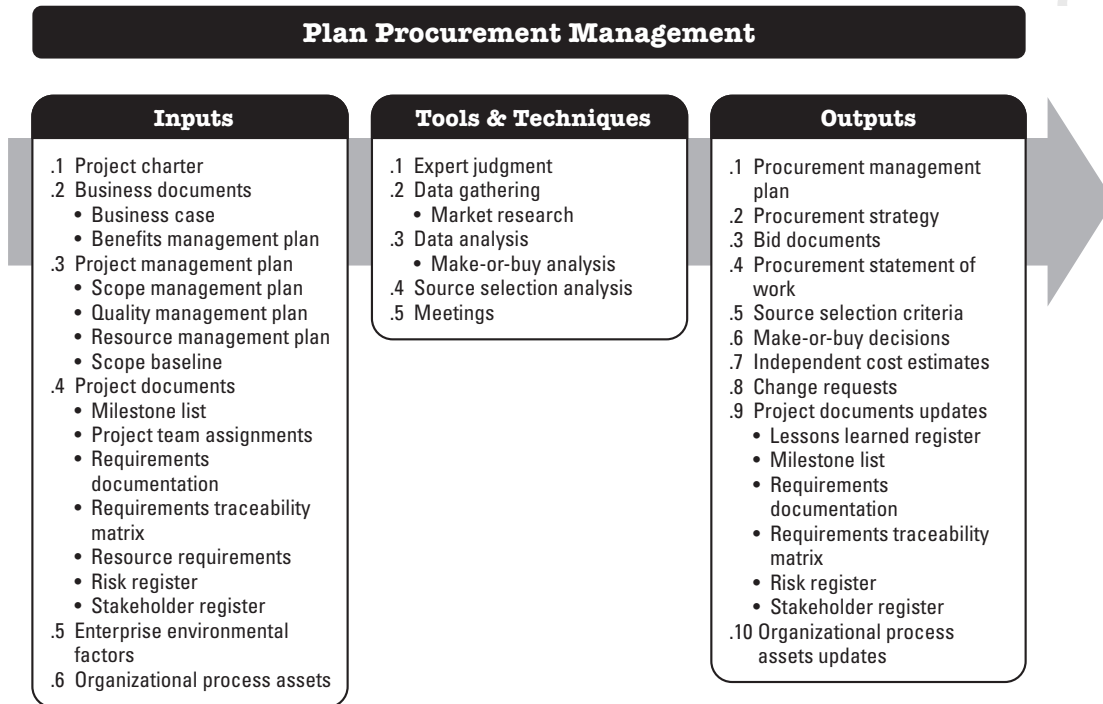 Plan Procurement Management
Inputs
.1 Project charter
.2 Business documents
• Business case
• Benefits management plan
.3 Project management plan
• Scope management plan
• Quality management plan
• Resource management plan
• Scope baseline
.4 Project documents
• Milestone list
• Project team assignments
• Requirements
documentation
• Requirements traceability
matrix
• Resource requirements
• Risk register
• Stakeholder register
.5 Enterprise environmental
factors
.6 Organizational process assets
Tools & Techniques
.1 Expert judgment
.2 Data gathering
• Market research
.3 Data analysis
• Make-or-buy analysis
.4 Source selection analysis
.5 Meetings
Outputs
.1 Procurement management
plan
.2 Procurement strategy
.3 Bid documents
.4 Procurement statement of
work
.5 Source selection criteria
.6 Make-or-buy decisions
.7 Independent cost estimates
.8 Change requests
.9 Project documents updates
• Lessons learned register
• Milestone list
• Requirements
documentation
• Requirements traceability
matrix
• Risk register
• Stakeholder register
.10 Organizational process
assets updates